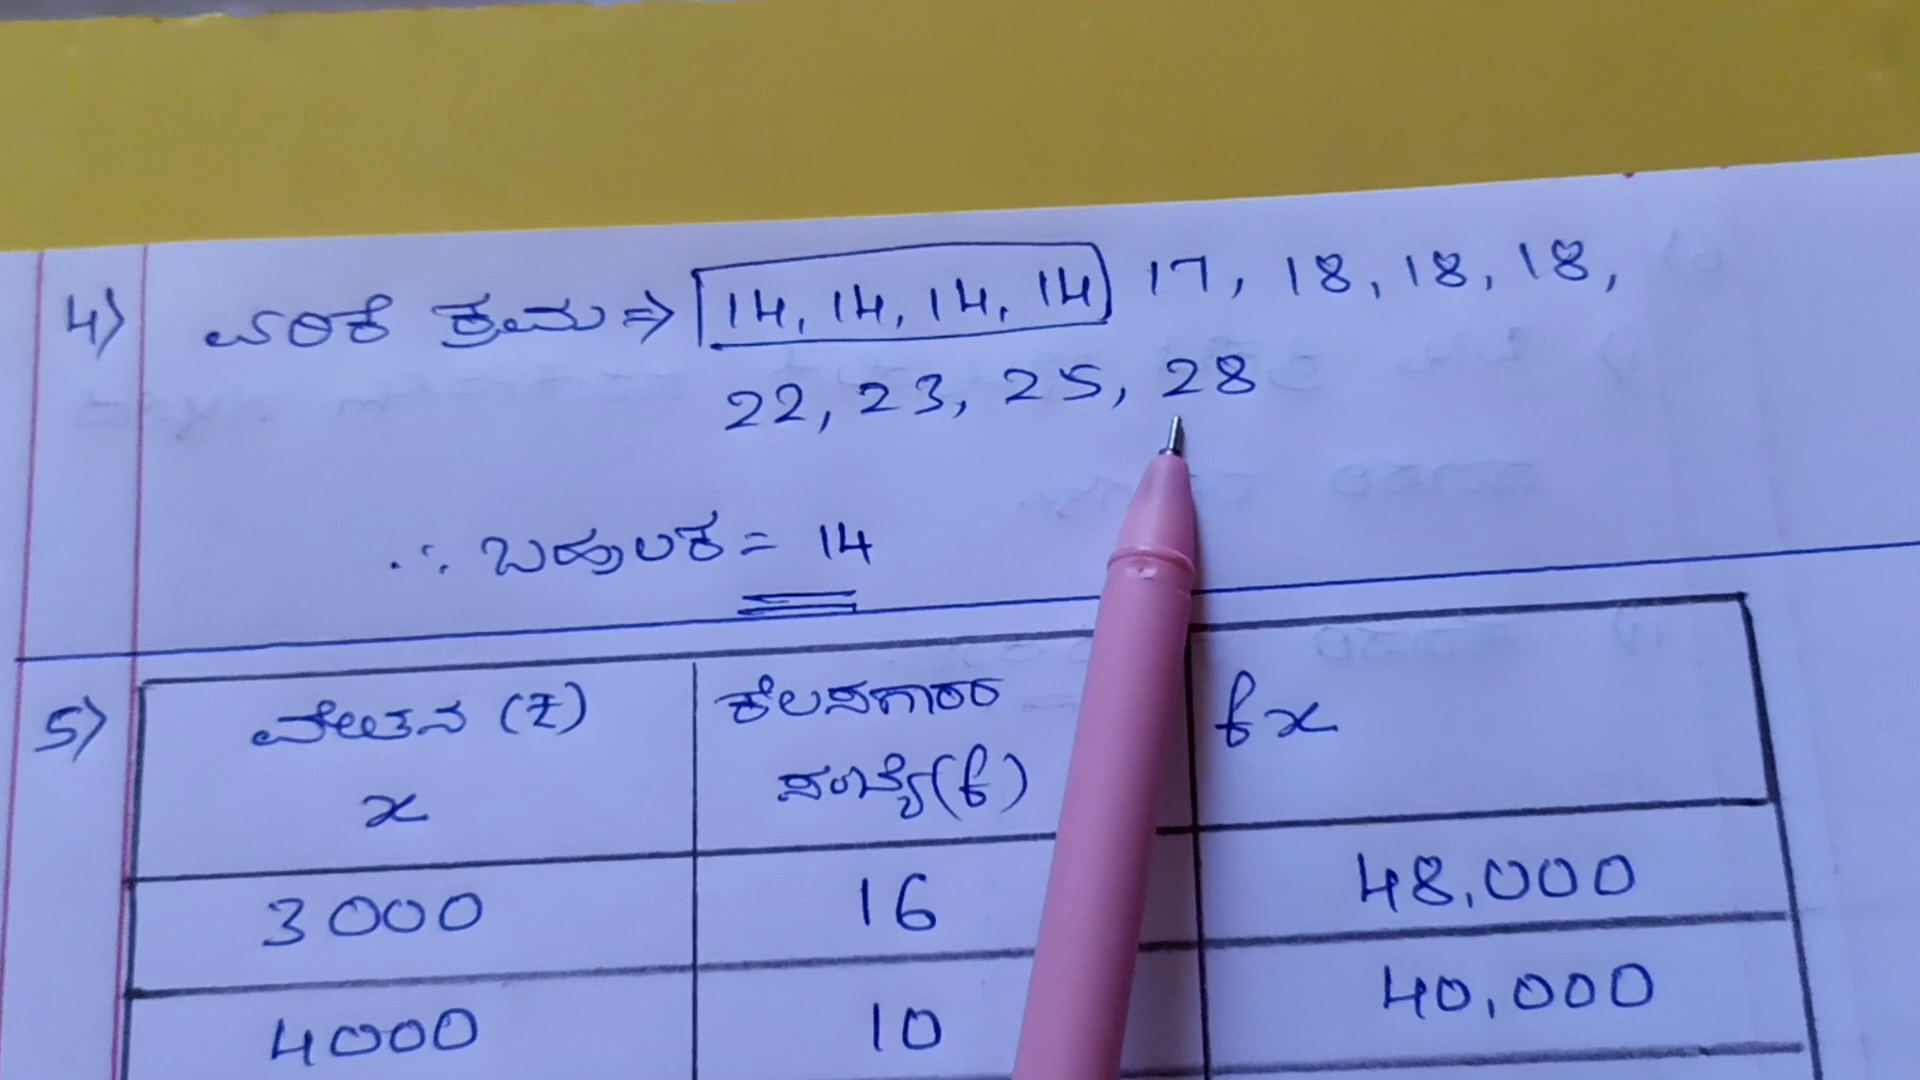 4) ಏರಿಕೆ ಕ್ರಮ ⇒ 14, 14, 14, 14 17, 18, 18, 18,
22, 23, 25, 28
∴ ಬಹುಲಕ = 14
5) ವೇತನ (₹) ಕೆಲಸಗಾರರ fx
x ಸಂಖ್ಯೆ (f)
3000 16 48,000
4000 10 40,000